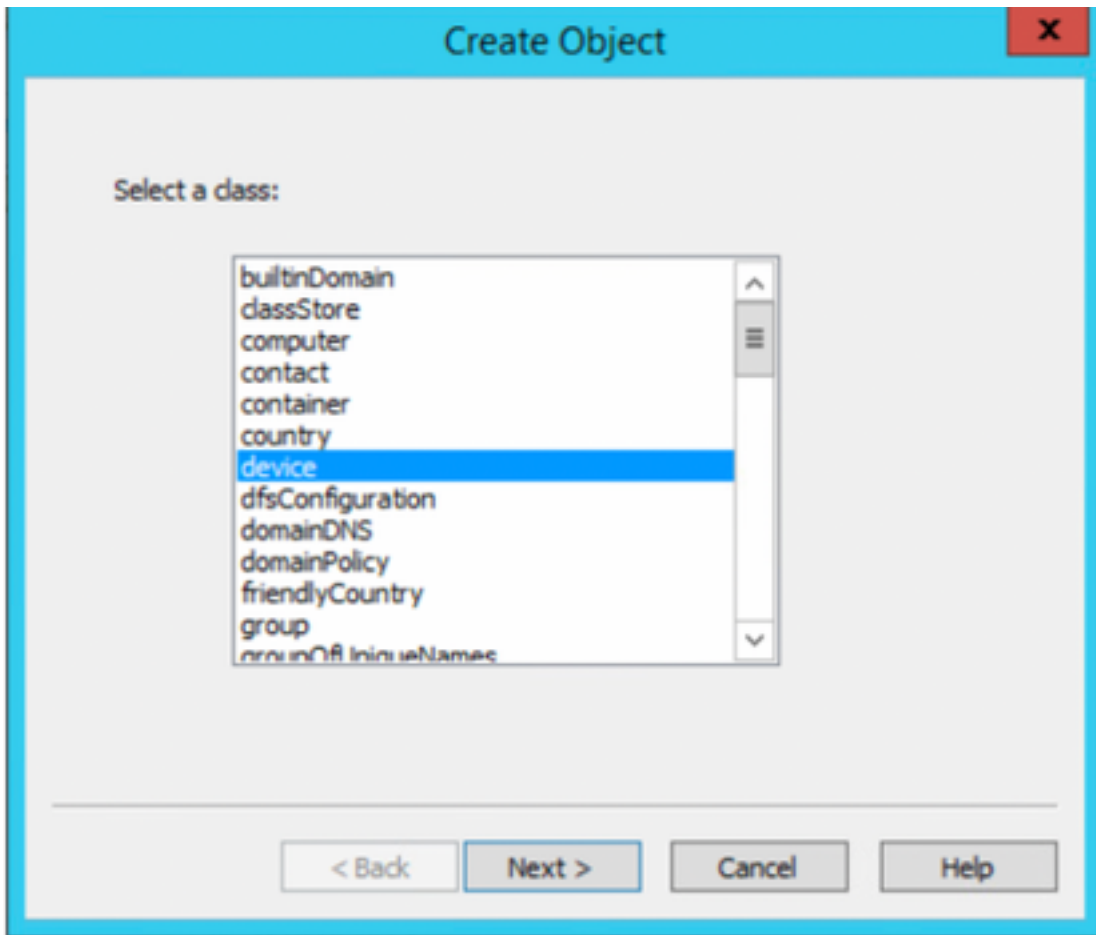 Create Object
x
Select a class:
builtinDomain
classStore
computer
contact
container
country
device
dfsConfiguration
domainDNS
domainPolicy
friendlyCountry
group
groupOfUniqueNames
< Back
Next >
Cancel
Help